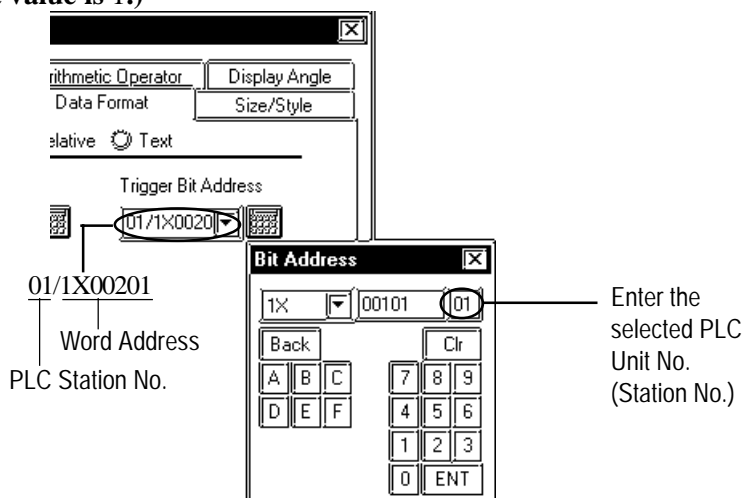 value is 1.)
rithmetic Operator Display Angle
Data Format Size/Style
elative Text
Trigger Bit Address
01/1X0020
01/1X00201
Word Address
PLC Station No.
Bit Address
1X 00101 01
Back Clr
A B C 7 8 9
D E F 4 5 6
1 2 3
0 ENT
Enter the
selected PLC
Unit No.
(Station No.)